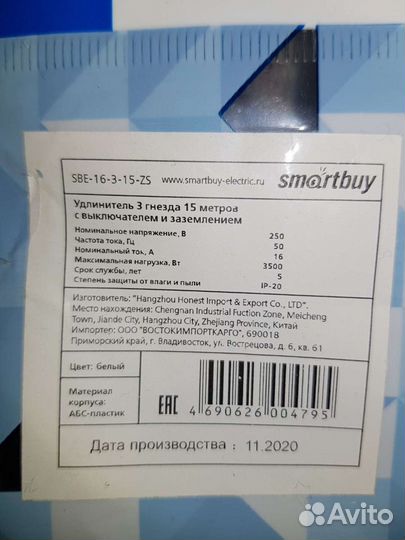 SBE-16-3-15-ZS www.smartbuy-electric.ru smartbuy
Удлинитель 3 гнезда 15 метров
с выключателем и заземлением
Номинальное напряжение, В 250
Частота тока, Гц 50
Номинальный ток, А 16
Максимальная нагрузка, Вт 3500
Срок службы, лет 5
Степень защиты от влаги и пыли IP-20
Изготовитель: "Hangzhou Honest Import & Export Co., LTD".
Место нахождения: Chengnan Industrial Fuction Zone, Meicheng
Town, Jiande City, Hangzhou City, Zhejiang Province, Китай
Импортер: ООО "ВОСТОКИМПОРТКАРГО", 690018
Приморский край, г. Владивосток, ул. Вострецова, д. 6, кв. 61
Цвет: белый
Материал
корпуса:
АБС-пластик
EAC
4 690626 004795
Дата производства : 11.2020
Avito